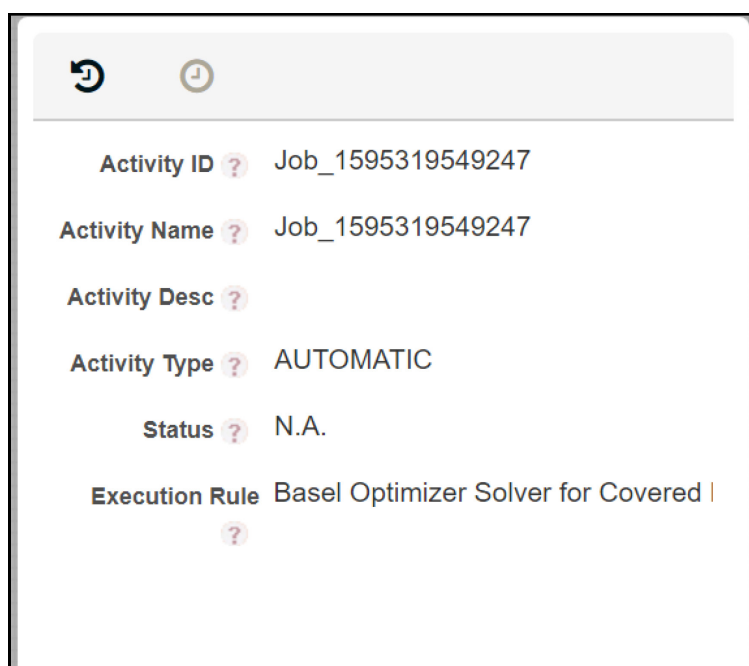 Activity ID ? Job_1595319549247
Activity Name ? Job_1595319549247
Activity Desc ?
Activity Type ? AUTOMATIC
Status ? N.A.
Execution Rule Basel Optimizer Solver for Covered
?